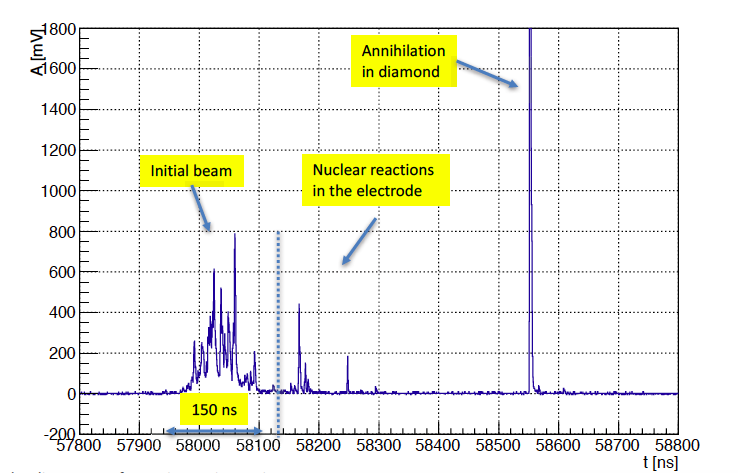 A [mV]
1800
1600
1400
1200
1000
800
600
400
200
0
-200
Annihilation
in diamond
Initial beam
Nuclear reactions
in the electrode
150 ns
57800 57900 58000 58100 58200 58300 58400 58500 58600 58700 58800
t [ns]